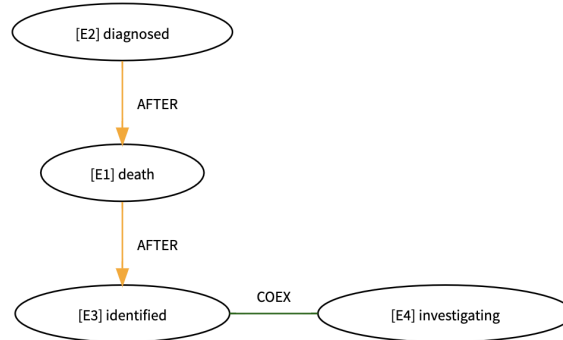 [E2] diagnosed
AFTER
[E1] death
AFTER
[E3] identified
COEX
[E4] investigating